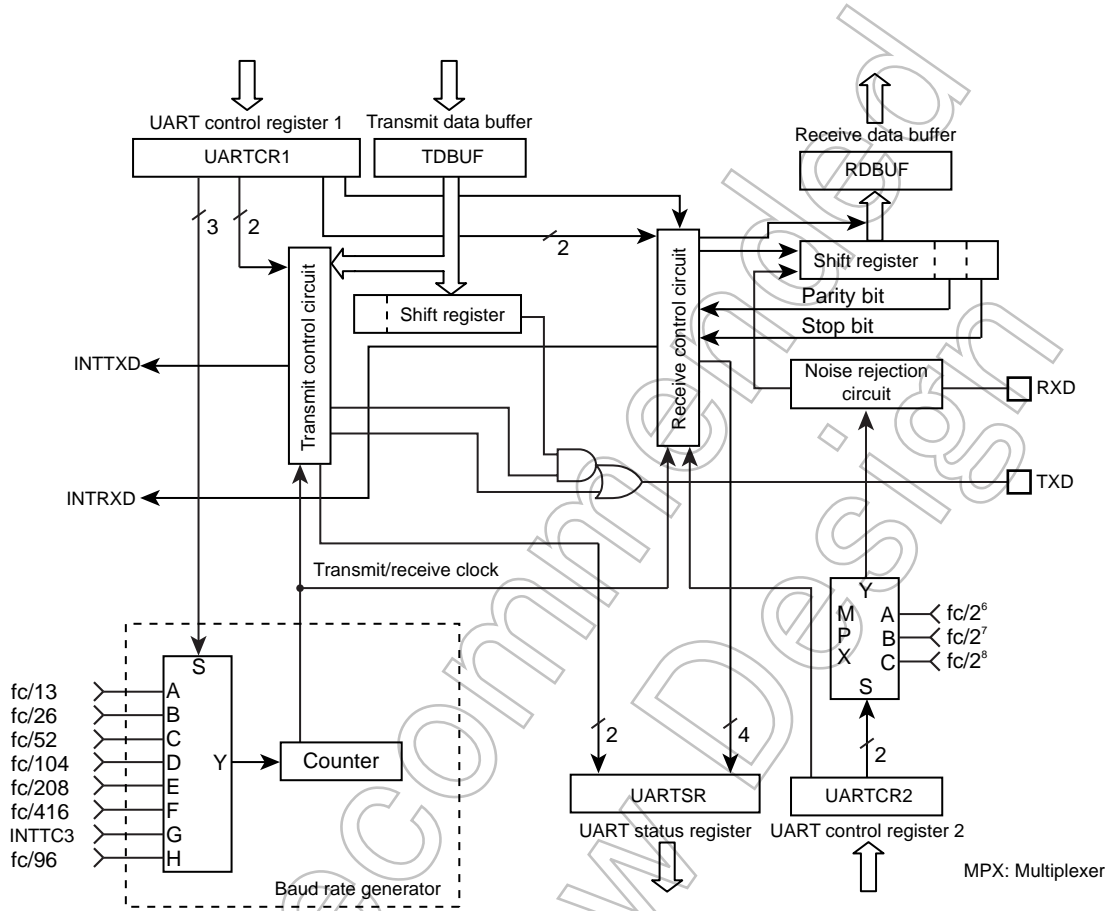 UART control register 1
Transmit data buffer
Receive data buffer
UARTCR1
TDBUF
RDBUF
3
2
2
Transmit control circuit
Shift register
Receive control circuit
Shift register
Parity bit
Stop bit
INTTXD
Noise rejection
circuit
RXD
INTRXD
TXD
Transmit/receive clock
Y
M
P
X
A
B
C
S
fc/2⁶
fc/2⁷
fc/2⁸
S
fc/13
A
fc/26
B
fc/52
C
fc/104
D
Y
Counter
fc/208
E
fc/416
F
INTTC3
G
fc/96
H
Baud rate generator
2
4
2
UARTSR
UARTCR2
UART status register
UART control register 2
MPX: Multiplexer
ecommended
w Design